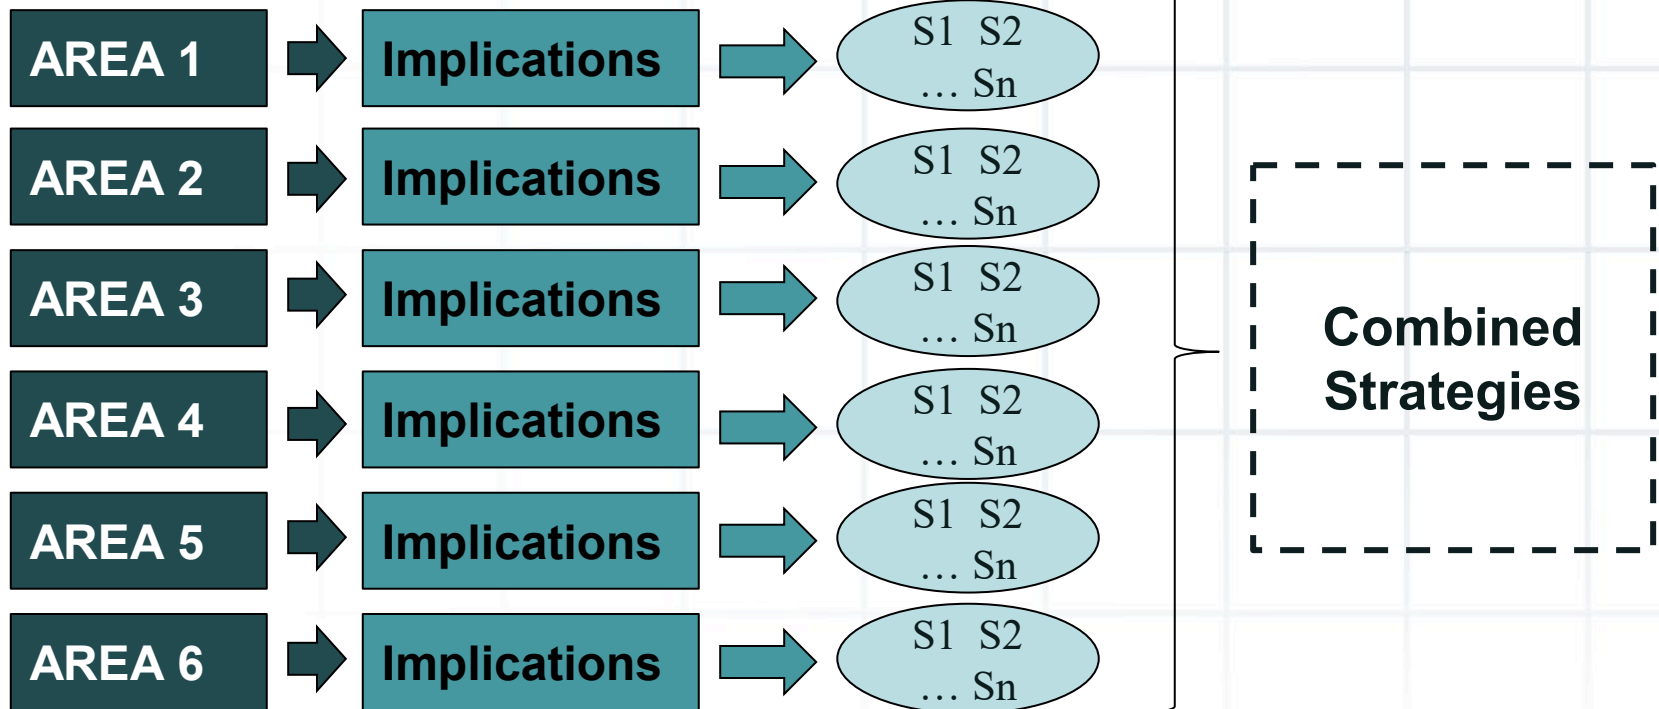 AREA 1
Implications
S1 S2
… Sn
AREA 2
Implications
S1 S2
… Sn
AREA 3
Implications
S1 S2
… Sn
AREA 4
Implications
S1 S2
… Sn
AREA 5
Implications
S1 S2
… Sn
AREA 6
Implications
S1 S2
… Sn
Combined
Strategies